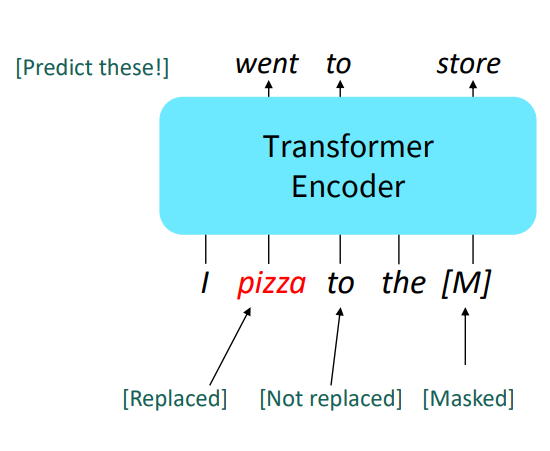 [Predict these!] went to store
Transformer
Encoder
I pizza to the [M]
[Replaced] [Not replaced] [Masked]